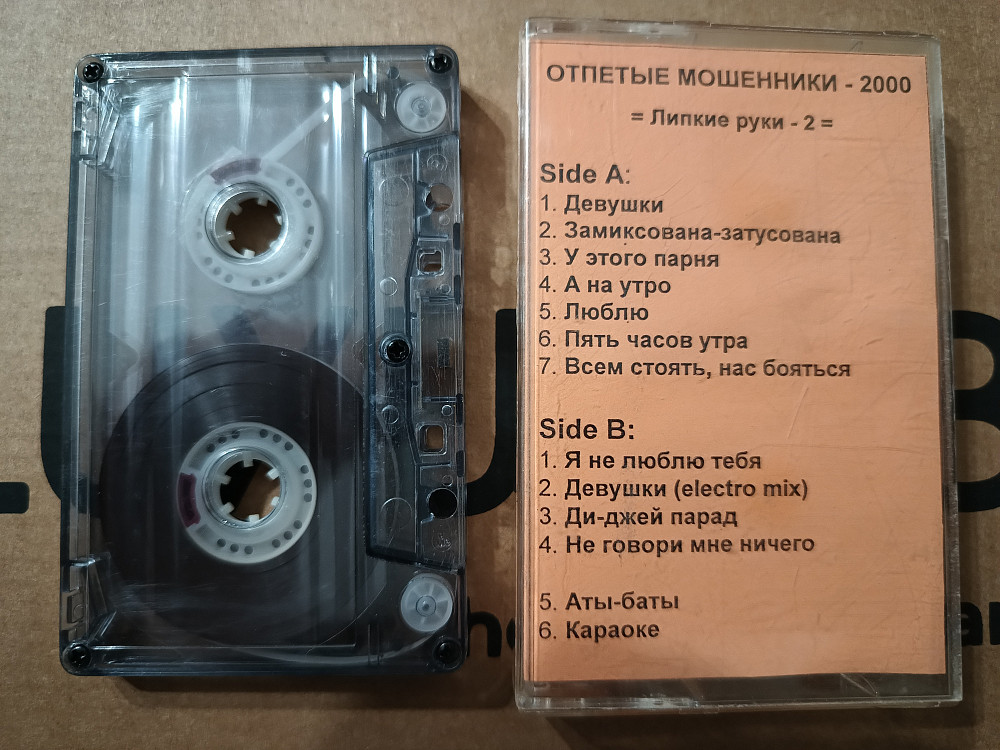 ОТПЕТЫЕ МОШЕННИКИ - 2000
= Липкие руки - 2 =
Side A:
1. Девушки
2. Замиксована-затусована
3. У этого парня
4. А на утро
5. Люблю
6. Пять часов утра
7. Всем стоять, нас бояться
Side B:
1. Я не люблю тебя
2. Девушки (electro mix)
3. Ди-джей парад
4. Не говори мне ничего
5. Аты-баты
6. Караоке